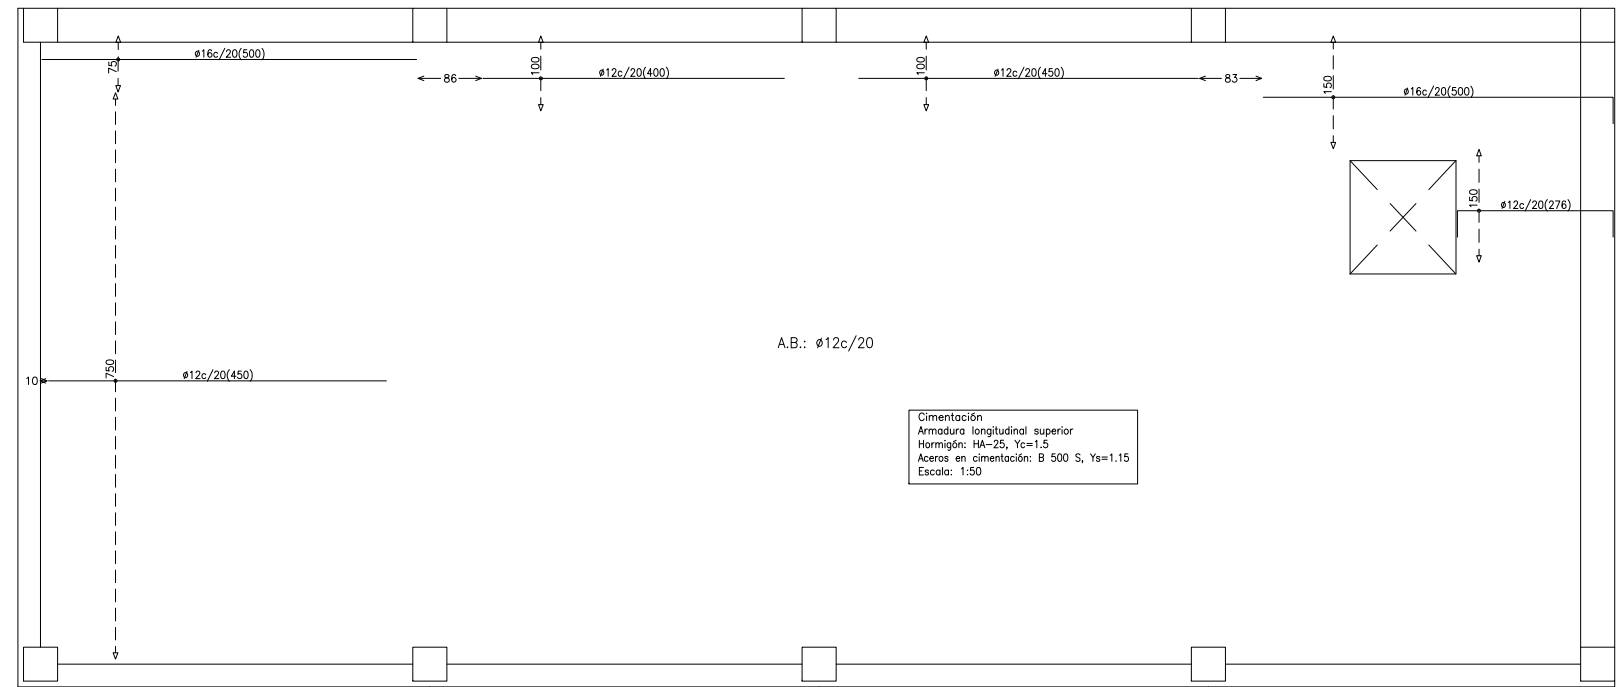 ø16c/20(500)
75
86
100
ø12c/20(400)
100
ø12c/20(450)
83
150
ø16c/20(500)
150
ø12c/20(276)
A.B.: ø12c/20
10
750
ø12c/20(450)
Cimentación
Armadura longitudinal superior
Hormigón: HA-25, Yc=1.5
Aceros en cimentación: B 500 S, Ys=1.15
Escala: 1:50